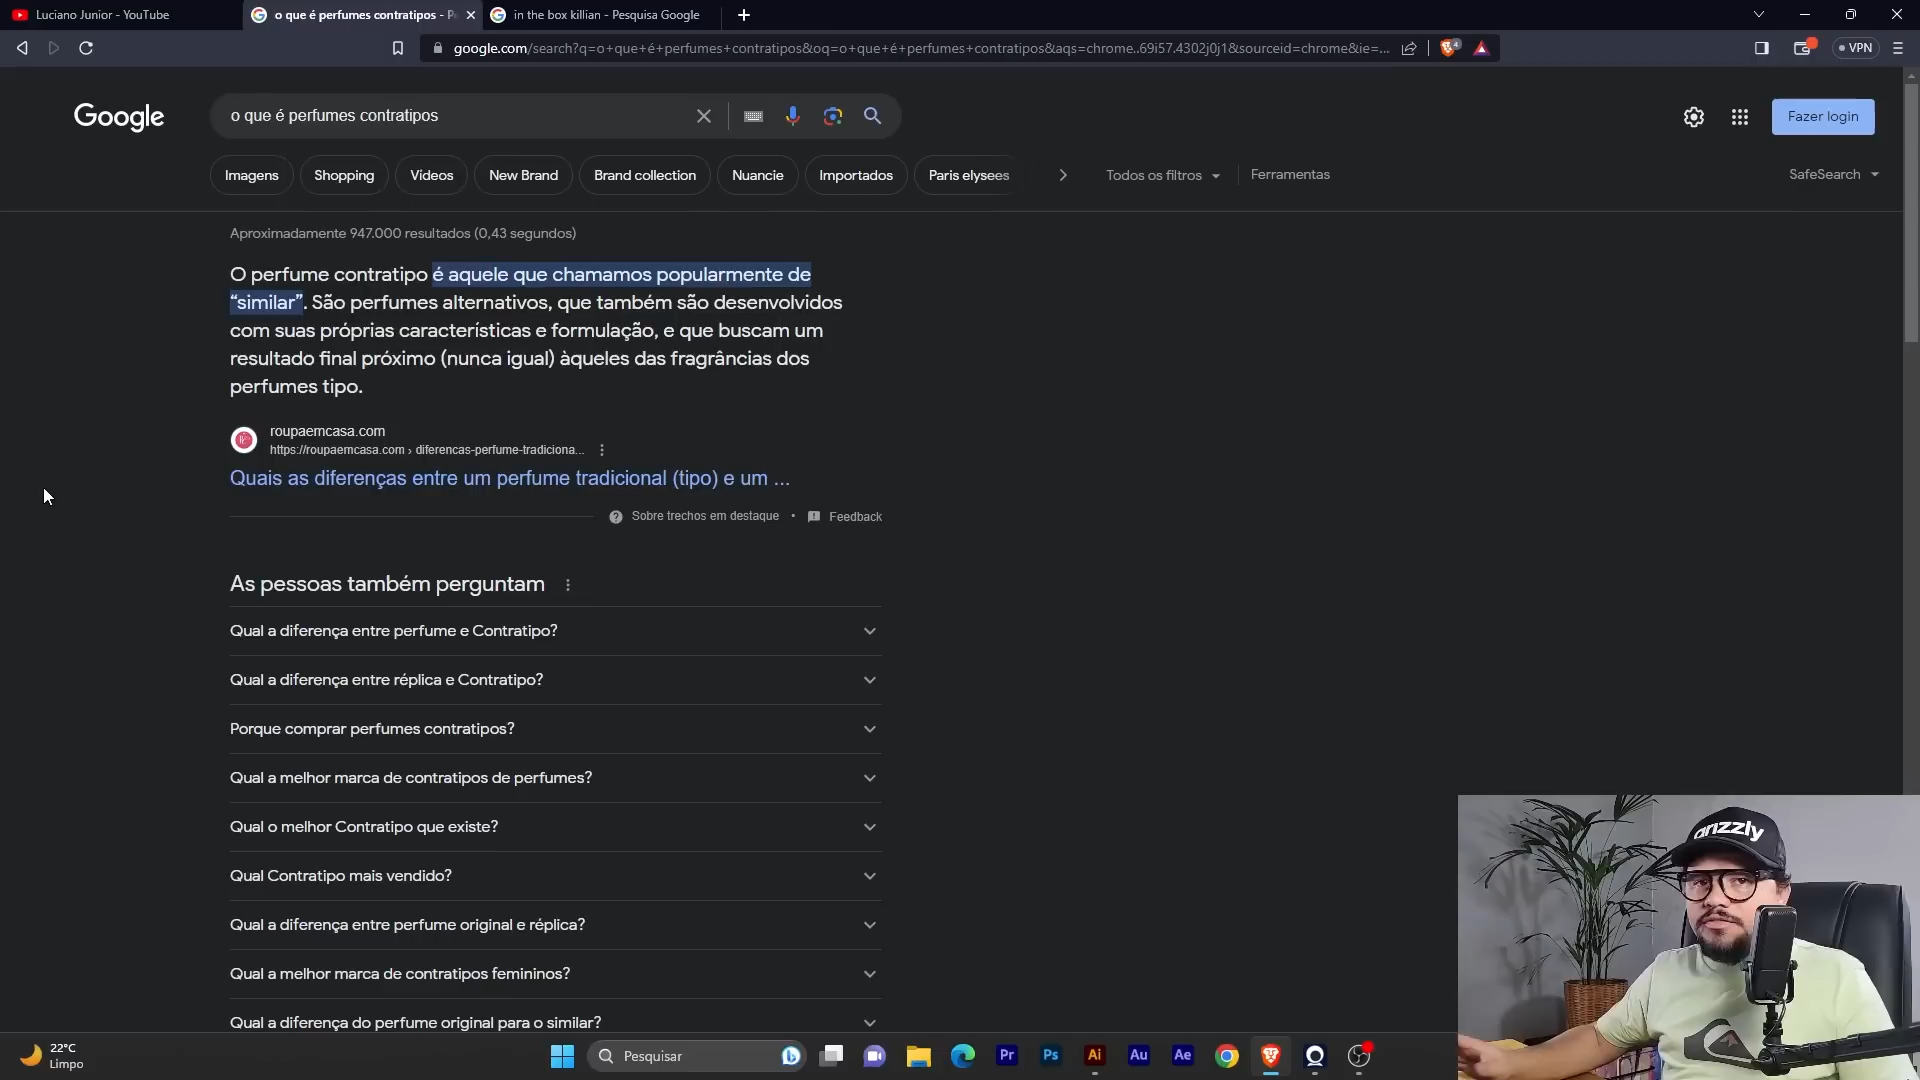 Luciano Junior - YouTube
o que é perfumes contratipos - P
in the box killian - Pesquisa Google
google.com/search?q=o+que+é+perfumes+contratipos&oq=o+que+é+perfumes+contratipos&aqs=chrome..69i57.4302j0j1&sourceid=chrome&ie=...
4
VPN
Google
o que é perfumes contratipos
Fazer login
Imagens
Shopping
Vídeos
New Brand
Brand collection
Nuancie
Importados
Paris elysees
Todos os filtros
Ferramentas
SafeSearch
Aproximadamente 947.000 resultados (0,43 segundos)
O perfume contratipo é aquele que chamamos popularmente de
“similar”. São perfumes alternativos, que também são desenvolvidos
com suas próprias características e formulação, e que buscam um
resultado final próximo (nunca igual) àqueles das fragrâncias dos
perfumes tipo.
roupaemcasa.com
https://roupaemcasa.com › diferencas-perfume-tradiciona...
Quais as diferenças entre um perfume tradicional (tipo) e um ...
Sobre trechos em destaque • Feedback
As pessoas também perguntam
Qual a diferença entre perfume e Contratipo?
Qual a diferença entre réplica e Contratipo?
Porque comprar perfumes contratipos?
Qual a melhor marca de contratipos de perfumes?
Qual o melhor Contratipo que existe?
Qual Contratipo mais vendido?
Qual a diferença entre perfume original e réplica?
Qual a melhor marca de contratipos femininos?
Qual a diferença do perfume original para o similar?
grizzly
22°C
Limpo
Pesquisar
Pr
Ps
Ai
Au
Ae